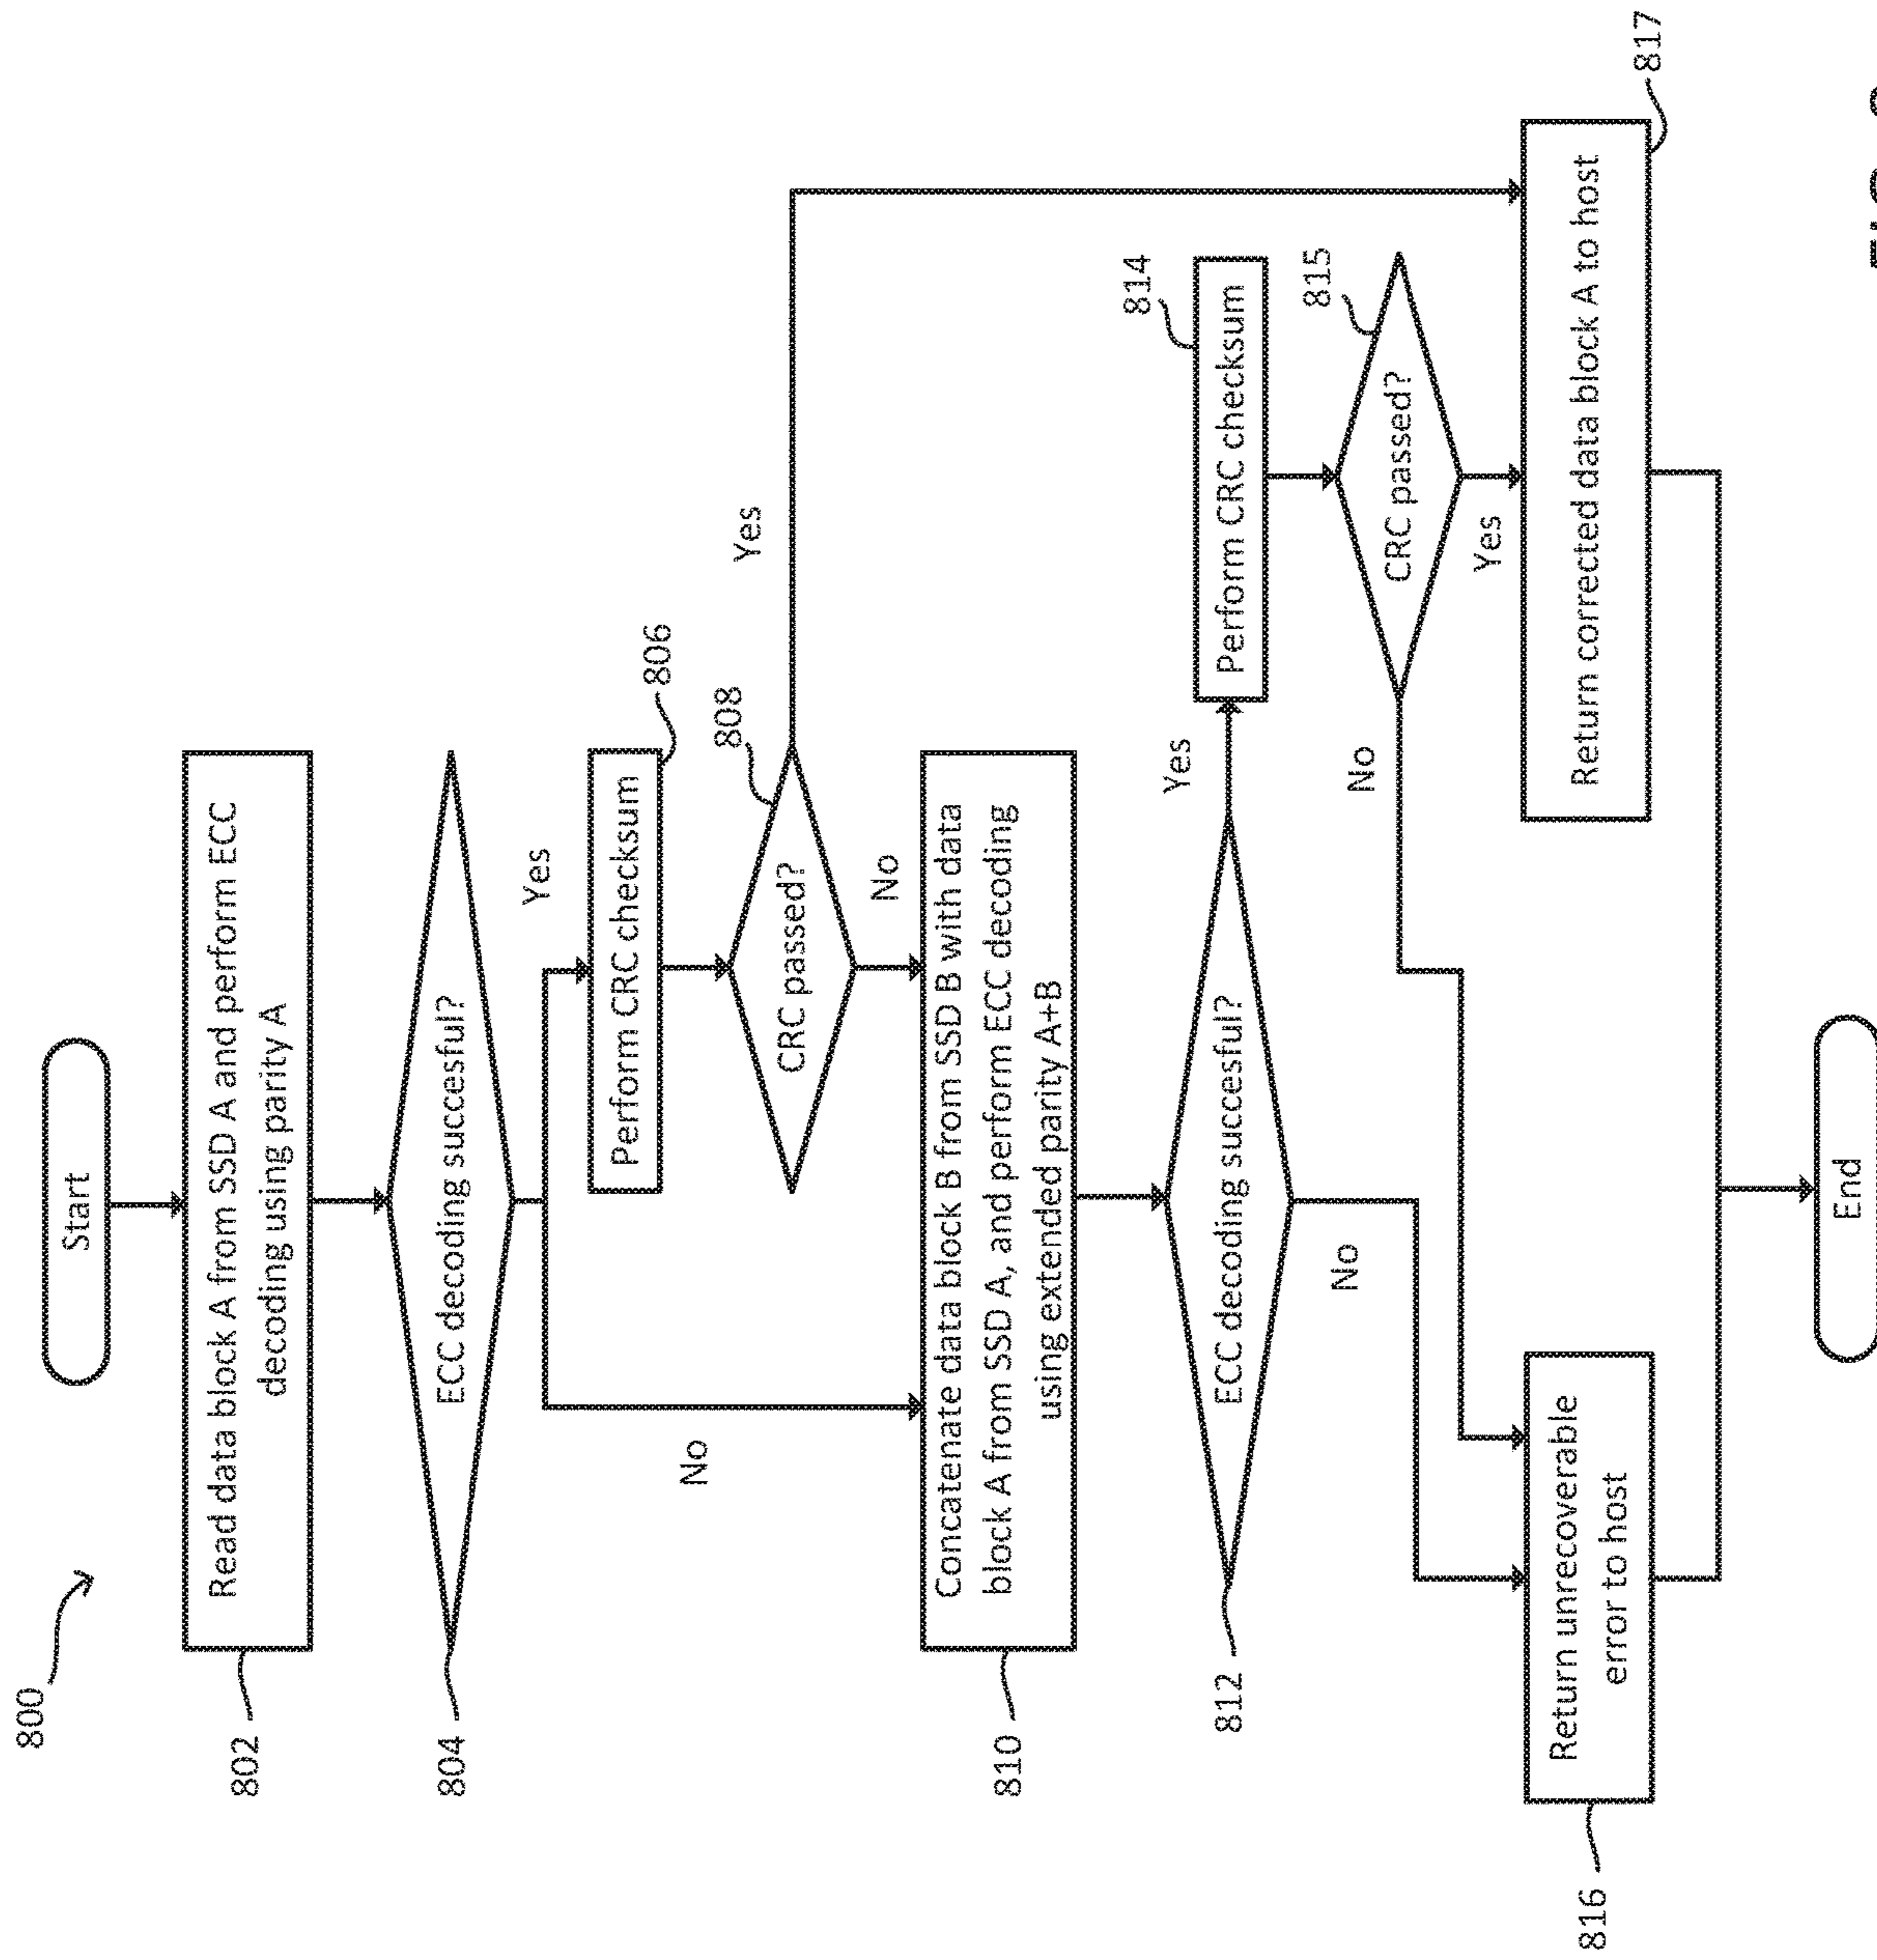 800
Start
802
Read data block A from SSD A and perform ECC
decoding using parity A
804
ECC decoding succesful?
Yes
No
Perform CRC checksum
806
808
CRC passed?
Yes
No
810
Concatenate data block B from SSD B with data
block A from SSD A, and perform ECC decoding
using extended parity A+B
812
ECC decoding succesful?
Yes
No
814
Perform CRC checksum
815
CRC passed?
No
Yes
816
Return unrecoverable
error to host
Return corrected data block A to host
817
End